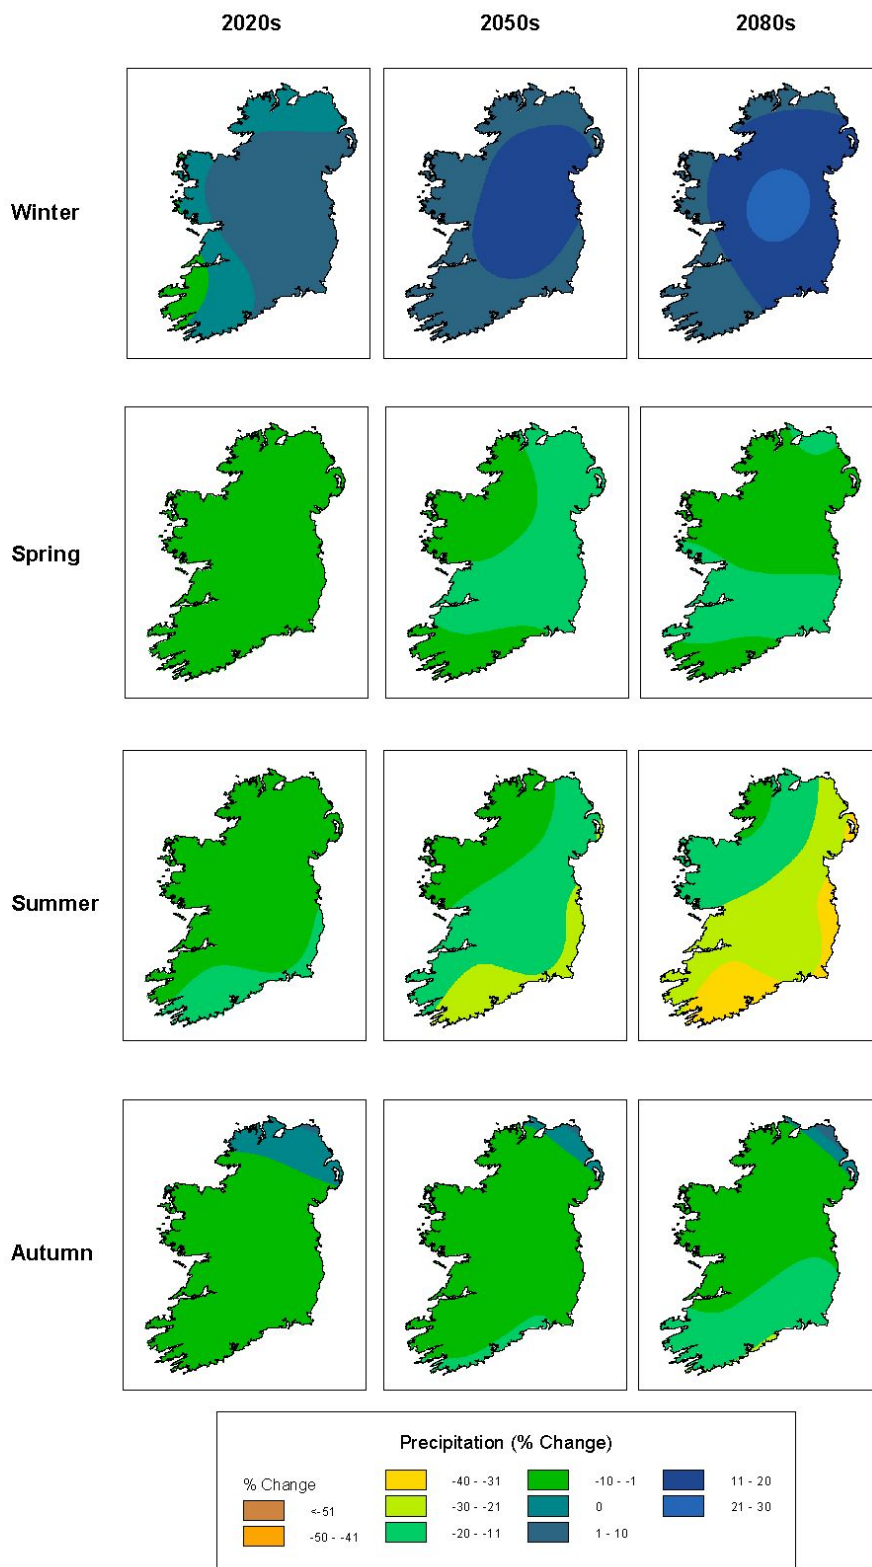 2020s 2050s 2080s
Winter
Spring
Summer
Autumn
Precipitation (% Change)
% Change
<-51
-50 - -41
-40 - -31
-30 - -21
-20 - -11
-10 - -1
0
1 - 10
11 - 20
21 - 30